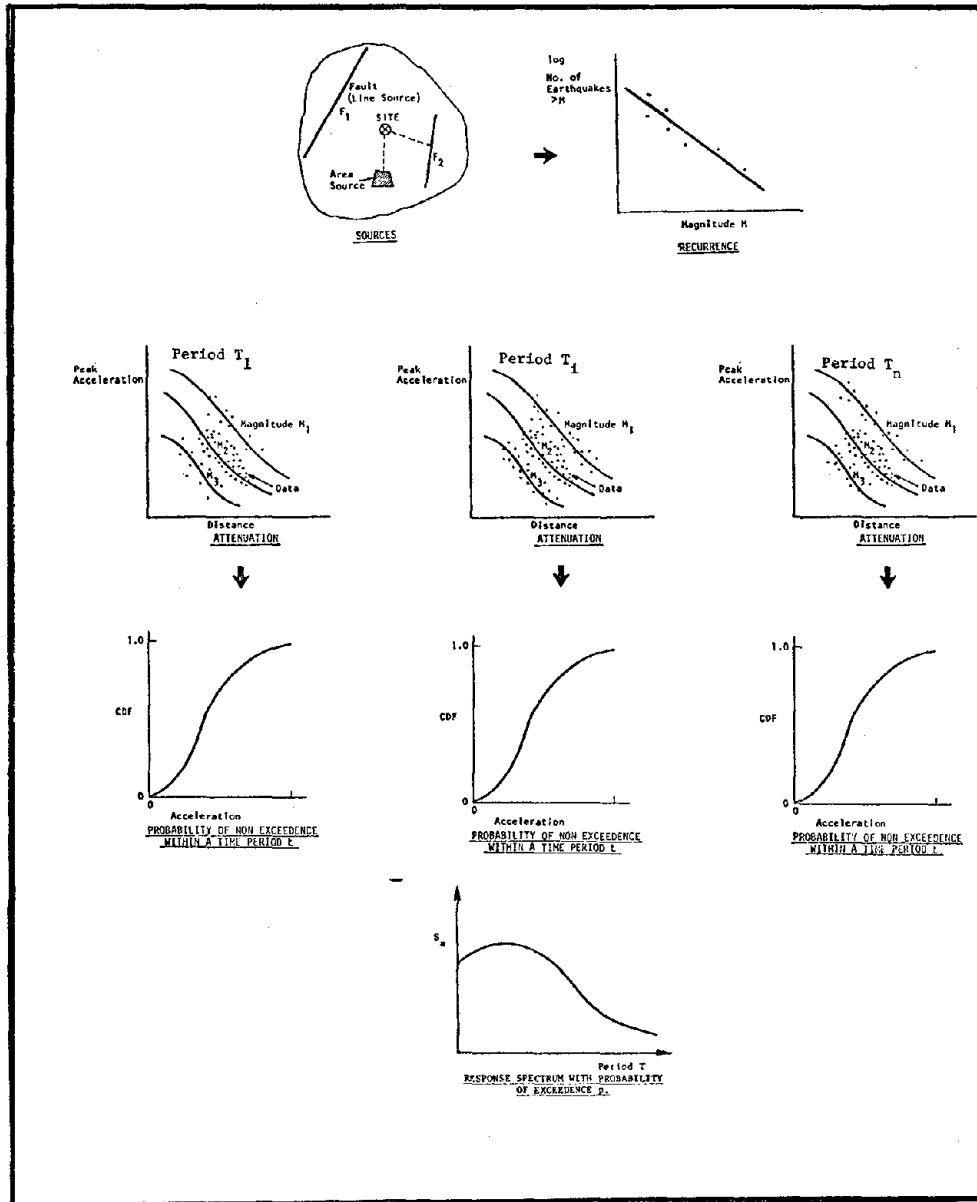 Fault
(Line Source)
F1
SITE
F2
Area
Source
SOURCES
log
No. of
Earthquakes
>M
Magnitude M
RECURRENCE
Peak
Acceleration
Period T1
Magnitude M1
M2
M3
Data
Distance
ATTENUATION
Peak
Acceleration
Period Ti
Magnitude M1
M2
M3
Data
Distance
ATTENUATION
Peak
Acceleration
Period Tn
Magnitude M1
M2
M3
Data
Distance
ATTENUATION
1.0
CDF
0
0
Acceleration
PROBABILITY OF NON EXCEEDENCE
WITHIN A TIME PERIOD t
1.0
CDF
0
0
Acceleration
PROBABILITY OF NON EXCEEDENCE
WITHIN A TIME PERIOD t
1.0
CDF
0
0
Acceleration
PROBABILITY OF NON EXCEEDENCE
WITHIN A TIME PERIOD t
Sa
Period T
RESPONSE SPECTRUM WITH PROBABILITY
OF EXCEEDENCE p.